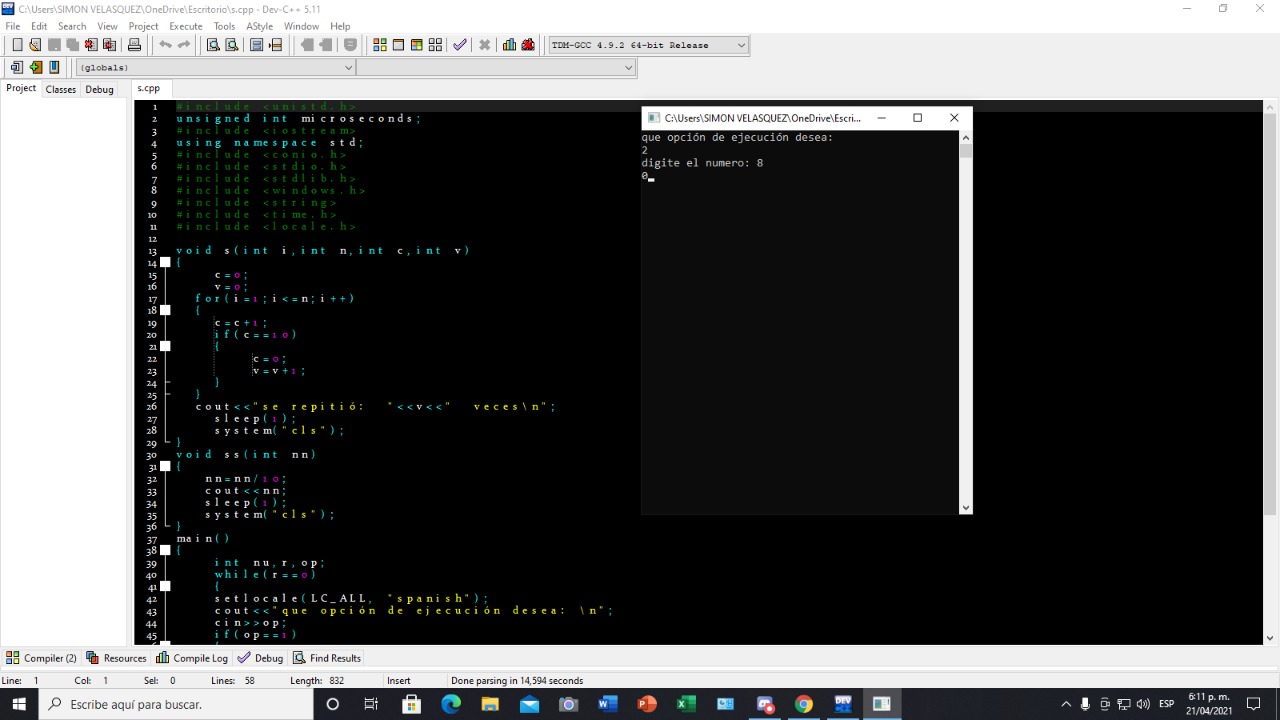 C:\Users\SIMON VELASQUEZ\OneDrive\Escritorio\s.cpp - Dev-C++ 5.11
File Edit Search View Project Execute Tools AStyle Window Help
TDM-GCC 4.9.2 64-bit Release
(globals)
Project Classes Debug s.cpp
1 #include <unistd.h>
2 unsigned int microseconds;
3 #include <iostream>
4 using namespace std;
5 #include <conio.h>
6 #include <stdio.h>
7 #include <stdlib.h>
8 #include <windows.h>
9 #include <string>
10 #include <time.h>
11 #include <locale.h>
12
13 void s(int i,int n,int c,int v)
14 {
15 c=0;
16 v=0;
17 for(i=1;i<=n;i++)
18 {
19 c=c+1;
20 if(c==10)
21 {
22 c=0;
23 v=v+1;
24 }
25 }
26 cout<<"se repitió: "<<v<<" veces\n";
27 sleep(1);
28 system("cls");
29 }
30 void ss(int nn)
31 {
32 nn=nn/10;
33 cout<<nn;
34 sleep(1);
35 system("cls");
36 }
37 main()
38 {
39 int nu,r,op;
40 while(r==0)
41 {
42 setlocale(LC_ALL, "spanish");
43 cout<<"que opción de ejecución desea: \n";
44 cin>>op;
45 if(op==1)
C:\Users\SIMON VELASQUEZ\OneDrive\Escri...
que opción de ejecución desea:
2
digite el numero: 8
0
Compiler (2) Resources Compile Log Debug Find Results
Line: 1 Col: 1 Sel: 0 Lines: 58 Length: 832 Insert Done parsing in 14,594 seconds
Escribe aquí para buscar.
ESP
6:11 p. m.
21/04/2021